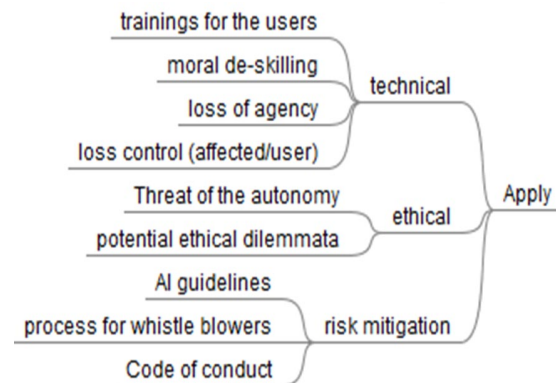 trainings for the users
moral de-skilling
loss of agency
loss control (affected/user)
technical
Threat of the autonomy
potential ethical dilemmata
ethical
AI guidelines
process for whistle blowers
Code of conduct
risk mitigation
Apply